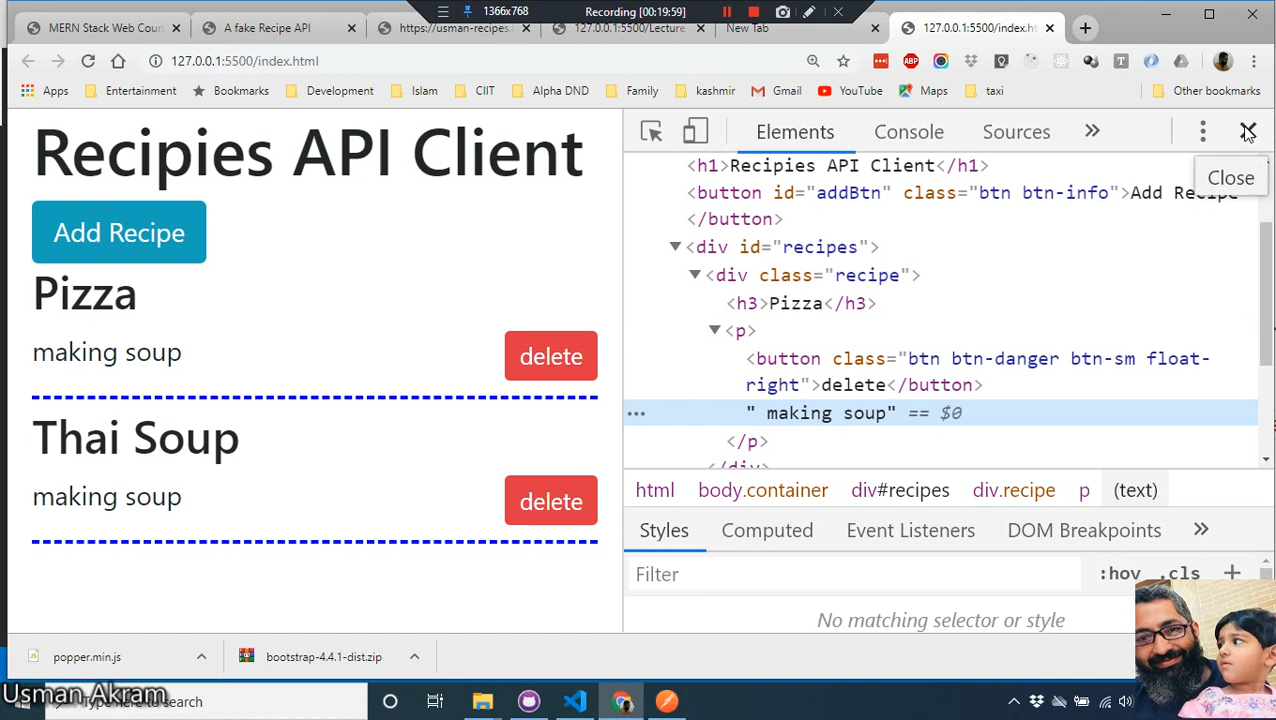 1366x768
Recording [00:19:59]
MERN Stack Web Cour
A fake Recipe API
https://usman-recipes.
127.0.0.1:5500/Lecture
New Tab
127.0.0.1:5500/index.ht
127.0.0.1:5500/index.html
ABP
Apps
Entertainment
Bookmarks
Development
Islam
CIIT
Alpha DND
Family
kashmir
Gmail
YouTube
Maps
taxi
Other bookmarks
Recipies API Client
Add Recipe
Pizza
making soup
delete
Thai Soup
making soup
delete
Elements
Console
Sources
Close
<h1>Recipies API Client</h1>
<button id="addBtn" class="btn btn-info">Add Recipe
</button>
<div id="recipes">
<div class="recipe">
<h3>Pizza</h3>
<p>
<button class="btn btn-danger btn-sm float-
right">delete</button>
" making soup" == $0
</p>
</div>
html
body.container
div#recipes
div.recipe
p
(text)
Styles
Computed
Event Listeners
DOM Breakpoints
Filter
:hov
.cls
No matching selector or style
popper.min.js
bootstrap-4.4.1-dist.zip
Usman Akram
Type here to search